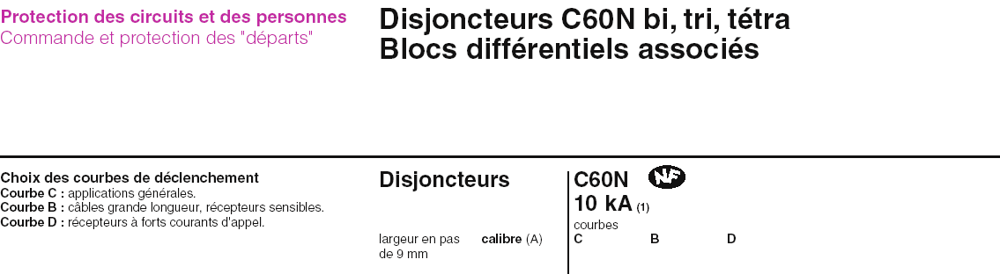 Protection des circuits et des personnes
Commande et protection des "départs"
Disjoncteurs C60N bi, tri, tétra
Blocs différentiels associés
Choix des courbes de déclenchement
Courbe C : applications générales.
Courbe B : câbles grande longueur, récepteurs sensibles.
Courbe D : récepteurs à forts courants d'appel.
Disjoncteurs
largeur en pas calibre (A)
de 9 mm
C60N NF
10 kA (1)
courbes
C B D